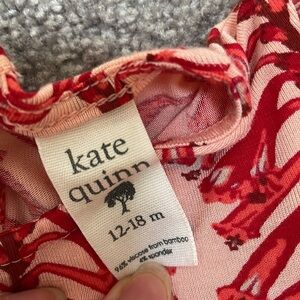 kate
quinn
12-18 m
96% viscose from bamboo
4% spandex